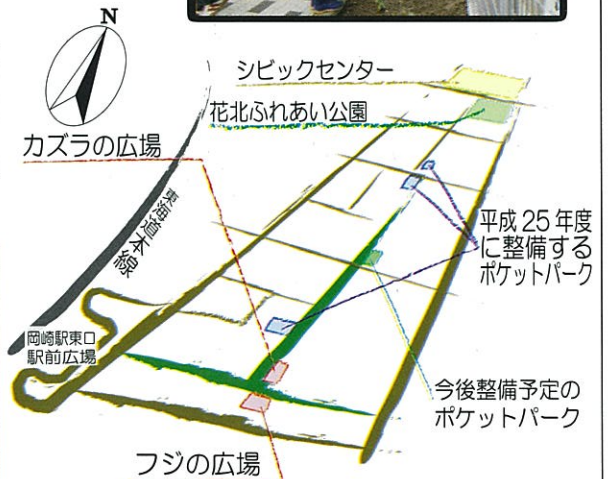 N
シビックセンター
花北ふれあい公園
カズラの広場
東海道本線
平成25年度
に整備する
ポケットパーク
岡崎駅東口
駅前広場
今後整備予定の
ポケットパーク
フジの広場